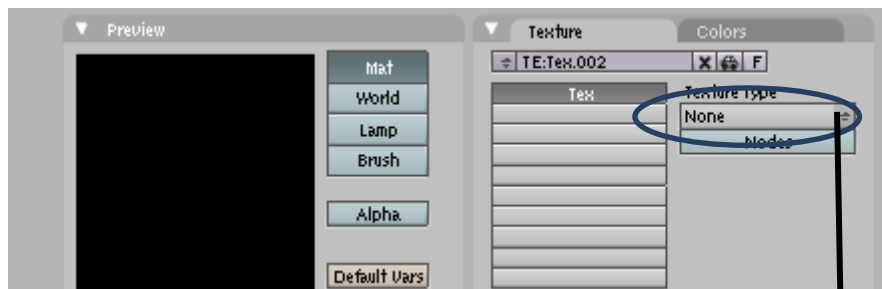 Preview
Mat
World
Lamp
Brush
Alpha
Default Vars
Texture
Colors
TE:Tex.002
X
F
Tex
Texture Type
None
Nodes